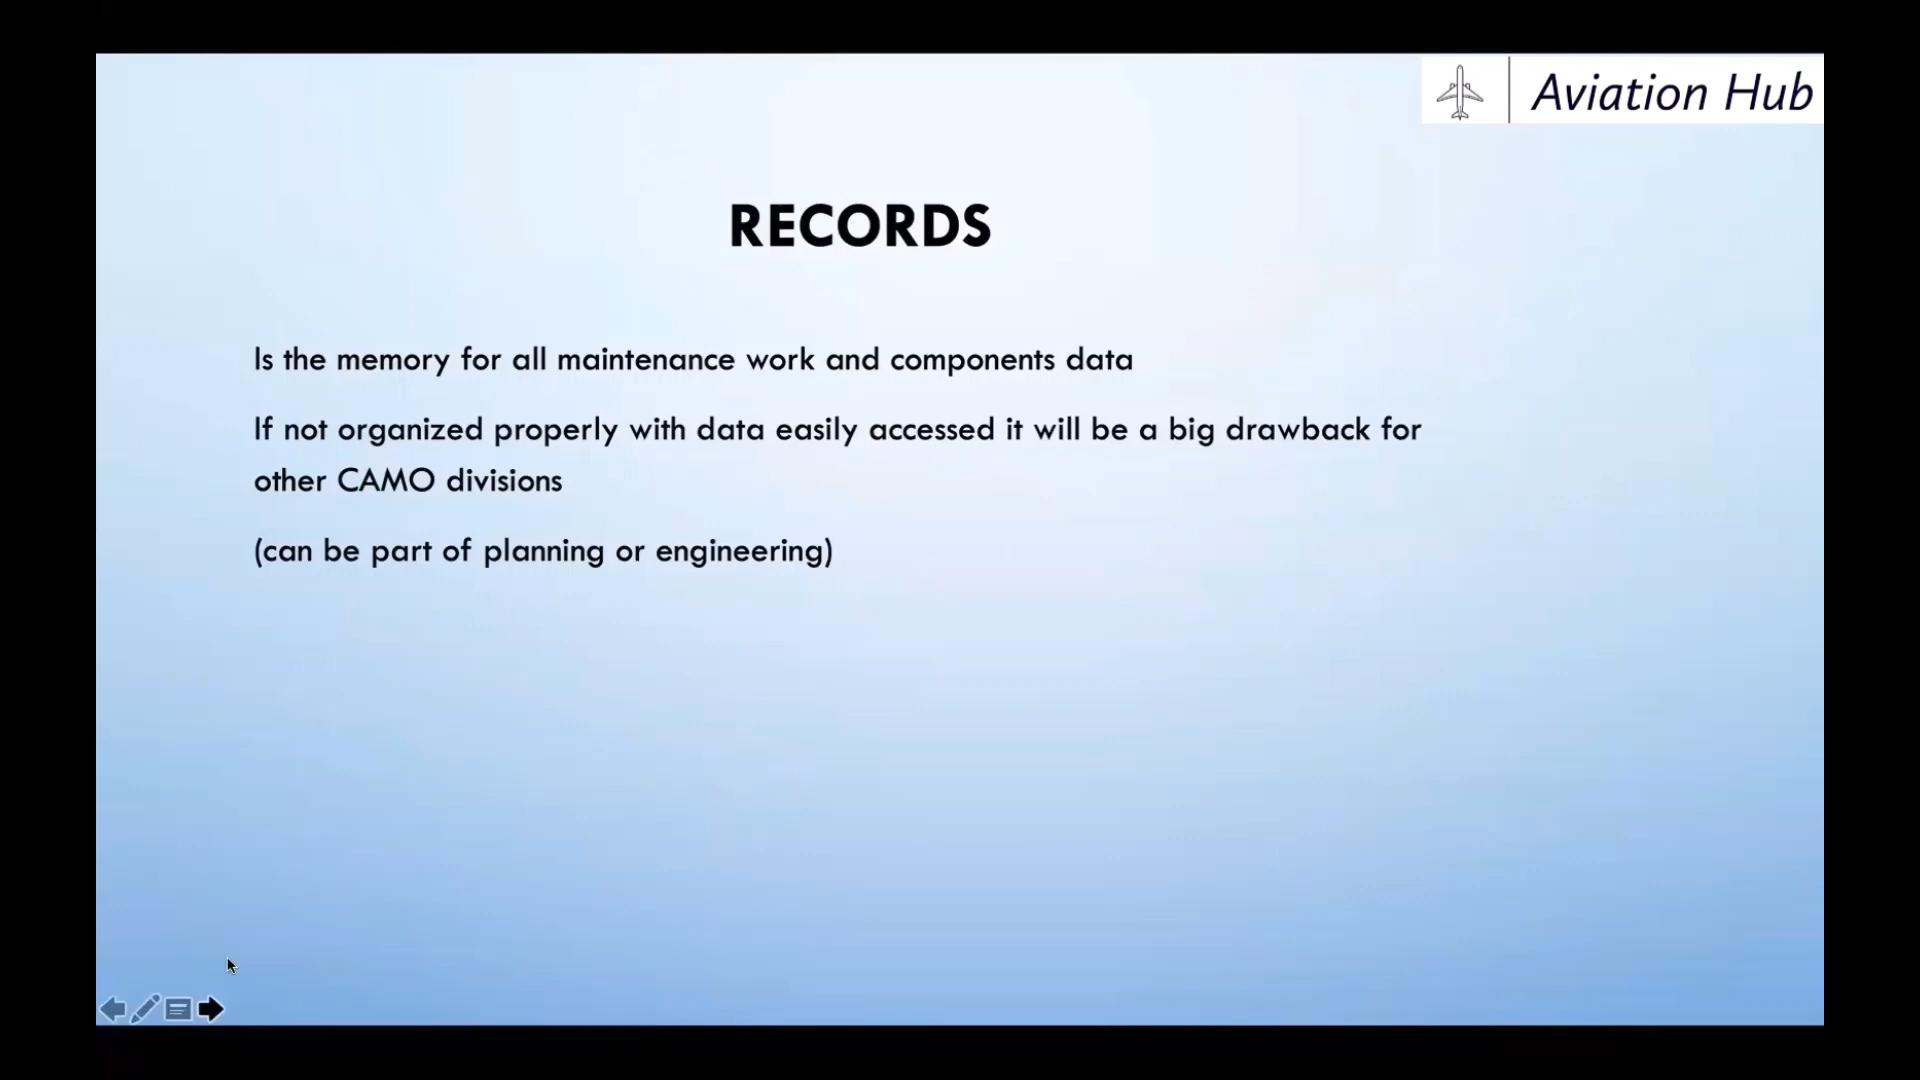 Aviation Hub
RECORDS
Is the memory for all maintenance work and components data
If not organized properly with data easily accessed it will be a big drawback for
other CAMO divisions
(can be part of planning or engineering)